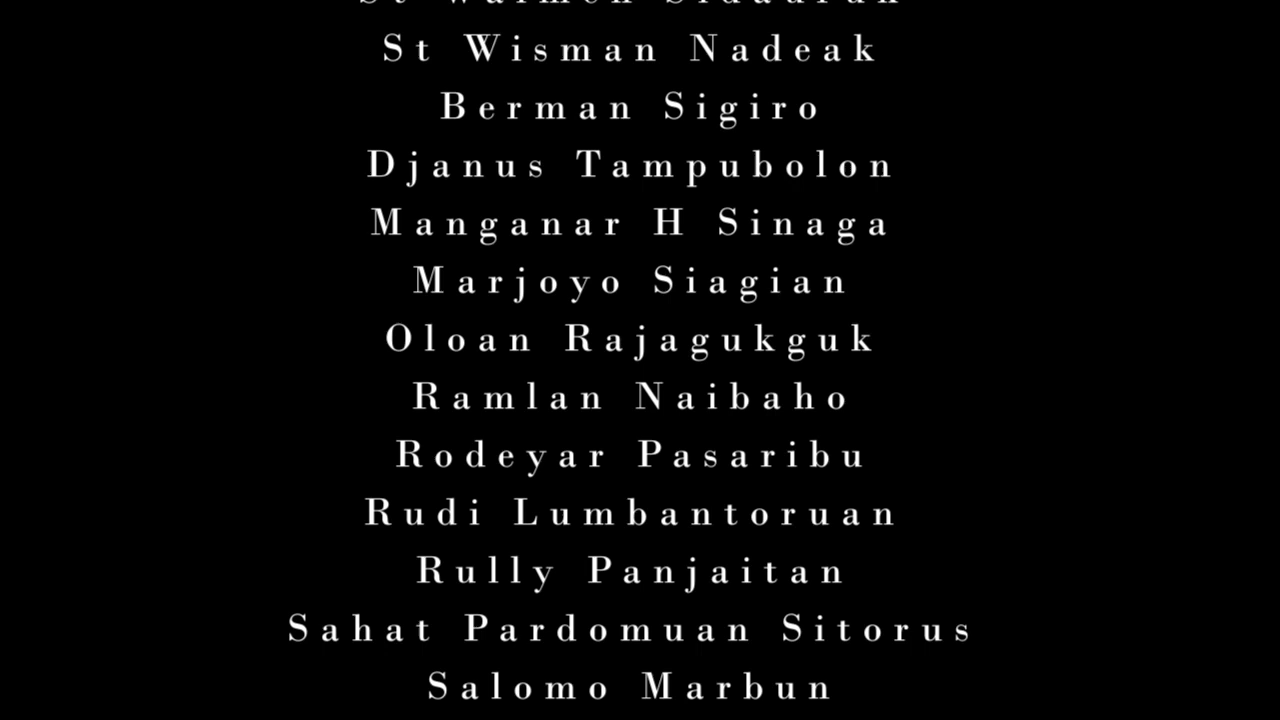 St Wisman Nadeak
Berman Sigiro
Djanus Tampubolon
Manganar H Sinaga
Marjoyo Siagian
Oloan Rajagukguk
Ramlan Naibaho
Rodeyar Pasaribu
Rudi Lumbantoruan
Rully Panjaitan
Sahat Pardomuan Sitorus
Salomo Marbun